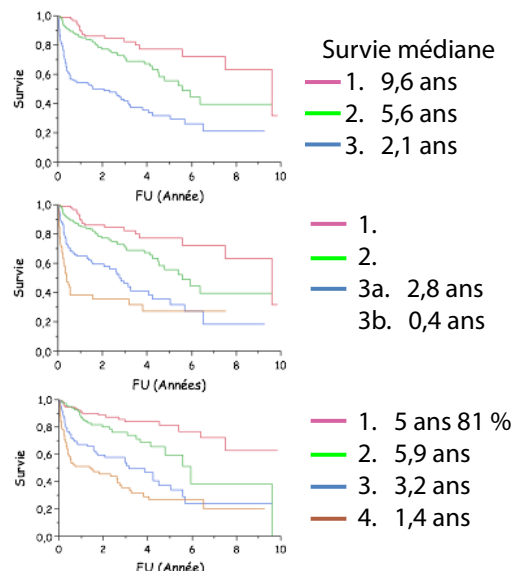 Survie médiane
1. 9,6 ans
2. 5,6 ans
3. 2,1 ans
1,0
0,8
0,6
0,4
0,2
0,0
Survie
0 2 4 6 8 10
FU (Année)
1.
2.
3a. 2,8 ans
3b. 0,4 ans
1,0
0,8
0,6
0,4
0,2
0,0
Survie
0 2 4 6 8 10
FU (Années)
1. 5 ans 81 %
2. 5,9 ans
3. 3,2 ans
4. 1,4 ans
1,0
0,8
0,6
0,4
0,2
0,0
Survie
0 2 4 6 8 10
FU (Année)